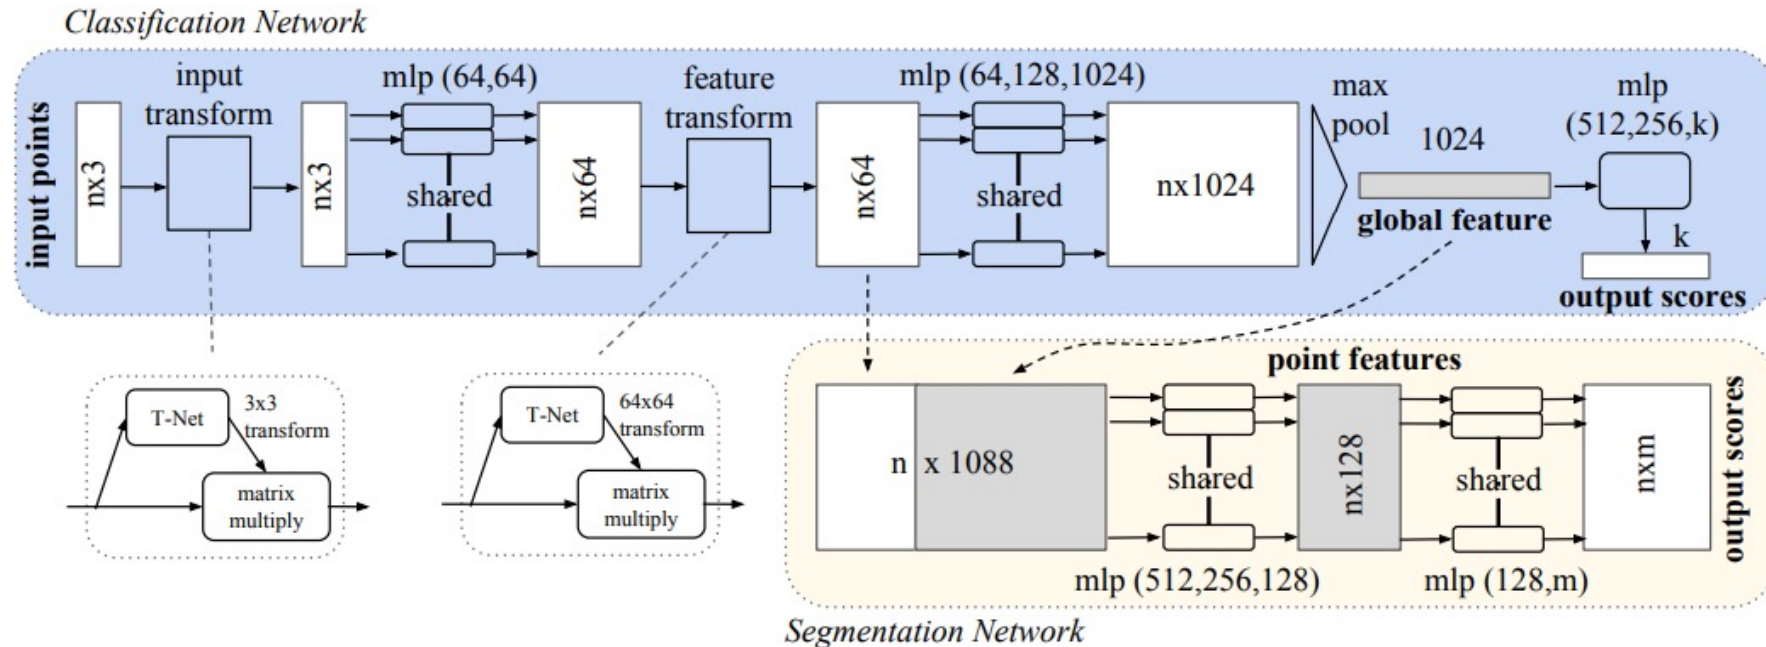 Classification Network
input points
nx3
input
transform
nx3
mlp (64,64)
shared
nx64
feature
transform
nx64
mlp (64,128,1024)
shared
nx1024
max
pool
1024
global feature
mlp
(512,256,k)
k
output scores
T-Net
3x3
transform
matrix
multiply
T-Net
64x64
transform
matrix
multiply
point features
n x 1088
shared
mlp (512,256,128)
nx128
shared
mlp (128,m)
nxm
output scores
Segmentation Network